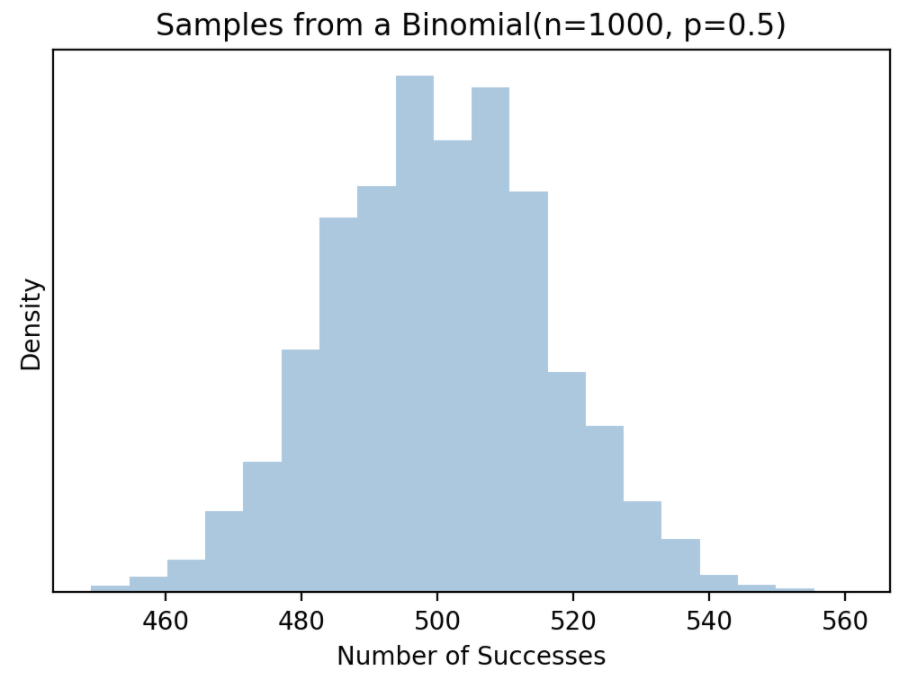 Samples from a Binomial(n=1000, p=0.5)
Density
460 480 500 520 540 560
Number of Successes